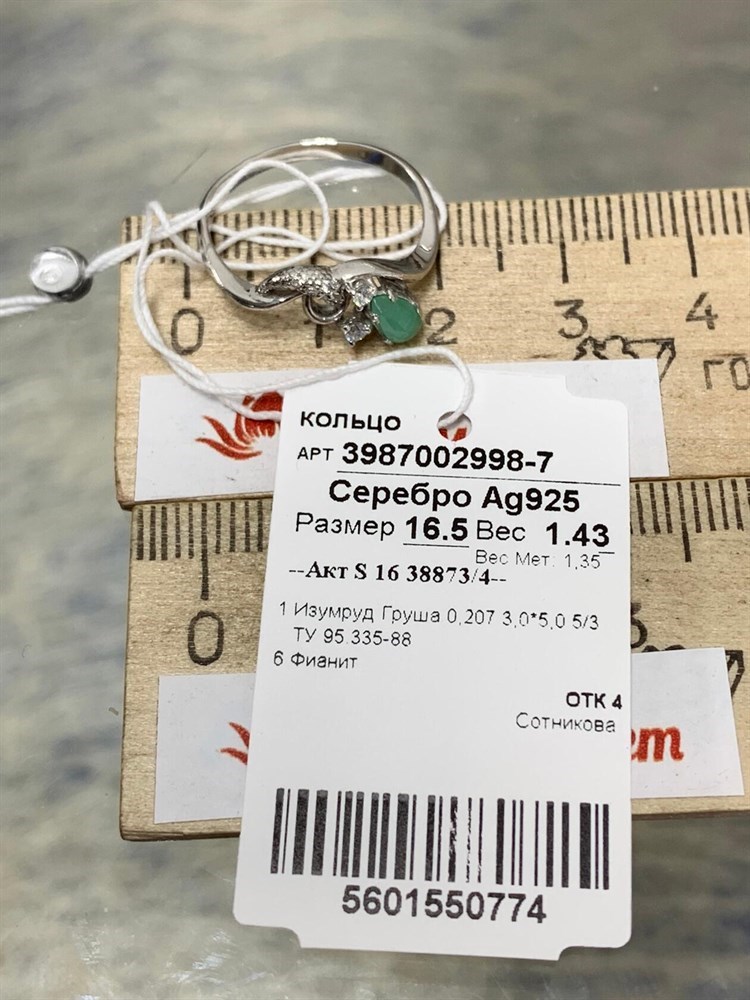 0 1 2 3 4
ГО
КОЛЬЦО
АРТ 3987002998-7
Серебро Ag925
Размер 16.5 Вес 1.43
Вес Мет: 1,35
--Акт S 16 38873/4--
1 Изумруд Груша 0,207 3,0*5,0 5/3
ТУ 95.335-88
6 Фианит
ОТК 4
Сотникова
5601550774
0